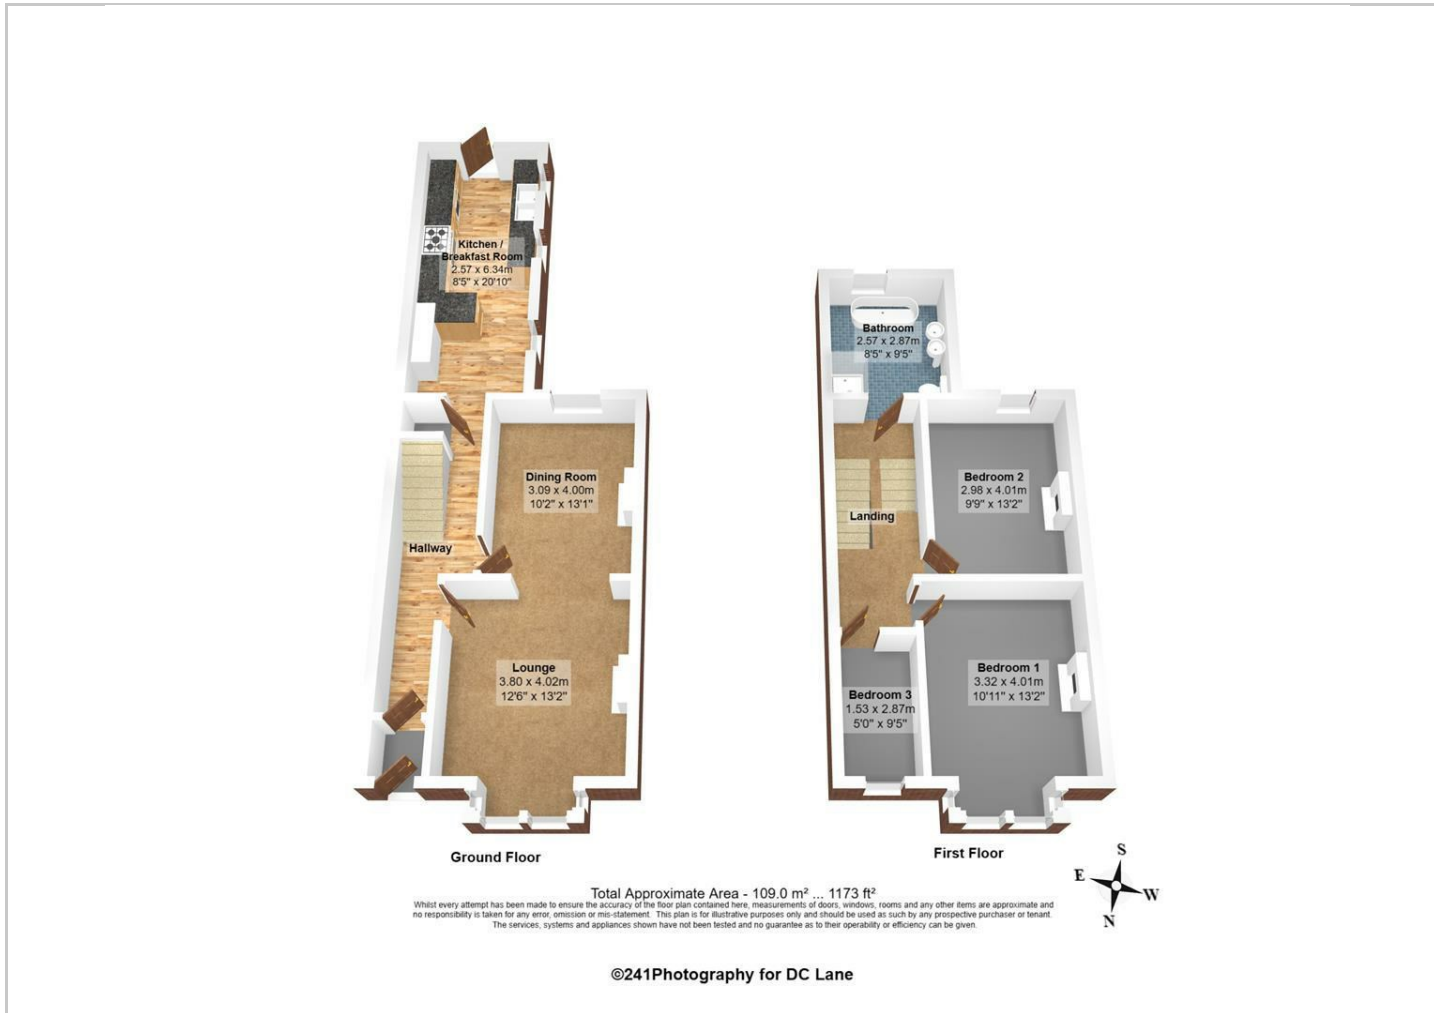 Kitchen /
Breakfast Room
2.57 x 6.34m
8'5" x 20'10"
Dining Room
3.09 x 4.00m
10'2" x 13'1"
Hallway
Lounge
3.80 x 4.02m
12'6" x 13'2"
Ground Floor
Bathroom
2.57 x 2.87m
8'5" x 9'5"
Bedroom 2
2.98 x 4.01m
9'9" x 13'2"
Landing
Bedroom 1
3.32 x 4.01m
10'11" x 13'2"
Bedroom 3
1.53 x 2.87m
5'0" x 9'5"
First Floor
S
E
W
N
Total Approximate Area - 109.0 m² ... 1173 ft²
Whilst every attempt has been made to ensure the accuracy of the floor plan contained here, measurements of doors, windows, rooms and any other items are approximate and
no responsibility is taken for any error, omission or mis-statement. This plan is for illustrative purposes only and should be used as such by any prospective purchaser or tenant.
The services, systems and appliances shown have not been tested and no guarantee as to their operability or efficiency can be given.
©241Photography for DC Lane